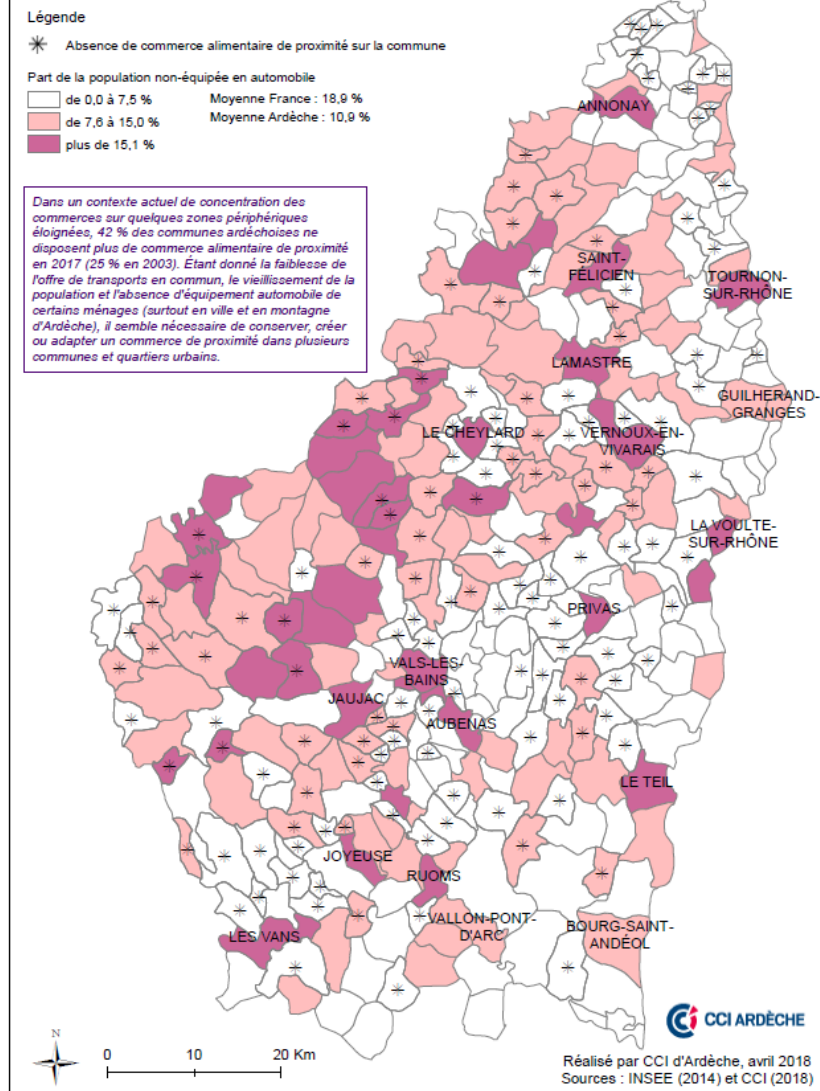 Légende
Absence de commerce alimentaire de proximité sur la commune
Part de la population non-équipée en automobile
de 0,0 à 7,5 % Moyenne France : 18,9 %
de 7,6 à 15,0 % Moyenne Ardèche : 10,9 %
plus de 15,1 %
Dans un contexte actuel de concentration des
commerces sur quelques zones périphériques
éloignées, 42 % des communes ardéchoises ne
disposent plus de commerce alimentaire de proximité
en 2017 (25 % en 2003). Étant donné la faiblesse de
l'offre de transports en commun, le vieillissement de la
population et l'absence d'équipement automobile de
certains ménages (surtout en ville et en montagne
d'Ardèche), il semble nécessaire de conserver, créer
ou adapter un commerce de proximité dans plusieurs
communes et quartiers urbains.
ANNONAY
SAINT-
FÉLICIEN
TOURNON-
SUR-RHÔNE
LAMASTRE
GUILHERAND-
GRANGES
LE CHEYLARD
VERNOUX-EN-
VIVARAIS
LA VOULTE-
SUR-RHÔNE
PRIVAS
VALS-LES-
BAINS
JAUJAC
AUBENAS
LE TEIL
JOYEUSE
RUOMS
VALLON-PONT-
D'ARC
BOURG-SAINT-
ANDÉOL
LES VANS
CCI ARDÈCHE
N
0 10 20 Km
Réalisé par CCI d'Ardèche, avril 2018
Sources : INSEE (2014) et CCI (2018)